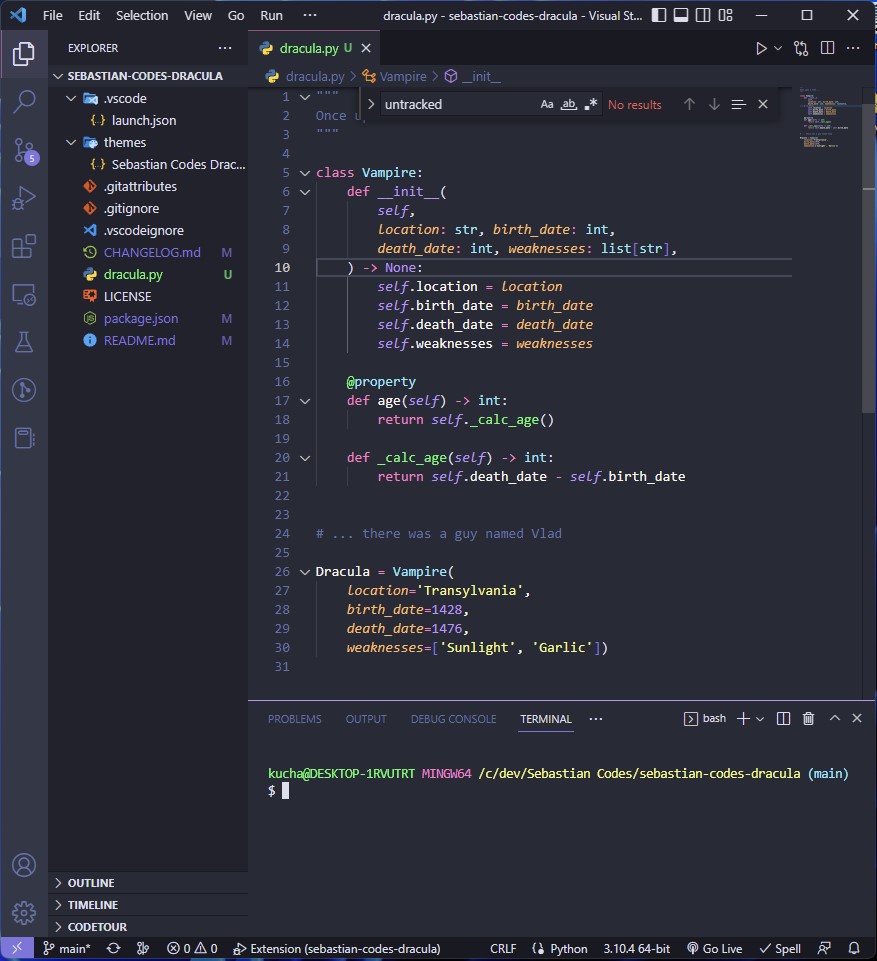 File Edit Selection View Go Run ··· dracula.py - sebastian-codes-dracula - Visual St...
EXPLORER ···
SEBASTIAN-CODES-DRACULA
.vscode
{ } launch.json
themes
{ } Sebastian Codes Drac...
.gitattributes
.gitignore
.vscodeignore
CHANGELOG.md M
dracula.py U
LICENSE
package.json M
README.md M
5
OUTLINE
TIMELINE
CODETOUR
dracula.py U
dracula.py > Vampire > __init__
untracked Aa ab .* No results
1 """
2 Once u
3 """
4
5 class Vampire:
6 def __init__(
7 self,
8 location: str, birth_date: int,
9 death_date: int, weaknesses: list[str],
10 ) -> None:
11 self.location = location
12 self.birth_date = birth_date
13 self.death_date = death_date
14 self.weaknesses = weaknesses
15
16 @property
17 def age(self) -> int:
18 return self._calc_age()
19
20 def _calc_age(self) -> int:
21 return self.death_date - self.birth_date
22
23
24 # ... there was a guy named Vlad
25
26 Dracula = Vampire(
27 location='Transylvania',
28 birth_date=1428,
29 death_date=1476,
30 weaknesses=['Sunlight', 'Garlic'])
31
PROBLEMS OUTPUT DEBUG CONSOLE TERMINAL ··· bash
kucha@DESKTOP-1RVUTRT MINGW64 /c/dev/Sebastian Codes/sebastian-codes-dracula (main)
$
main* 0 0 Extension (sebastian-codes-dracula) CRLF Python 3.10.4 64-bit Go Live Spell